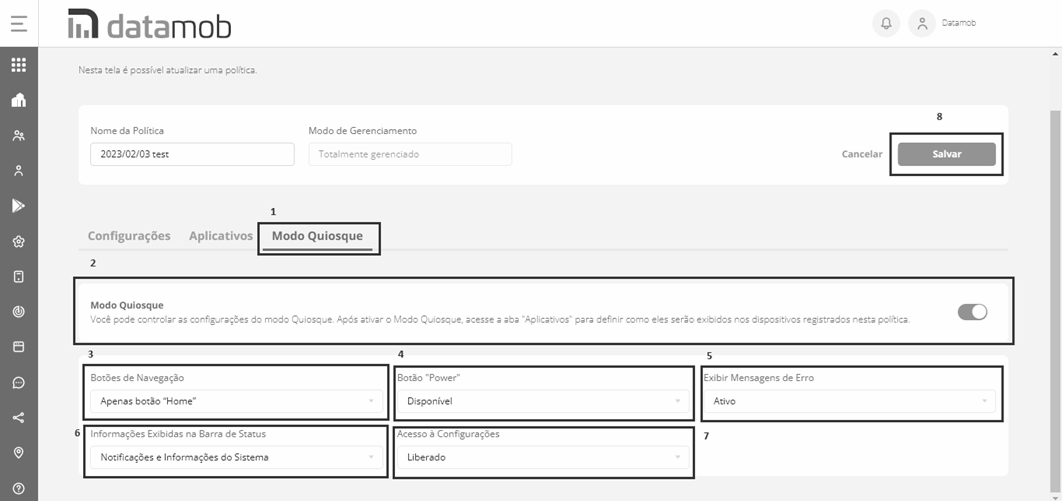 datamob
Datamob
Nesta tela é possível atualizar uma política.
8
Nome da Política
Modo de Gerenciamento
2023/02/03 test
Totalmente gerenciado
Cancelar
Salvar
1
Configurações Aplicativos Modo Quiosque
2
Modo Quiosque
Você pode controlar as configurações do modo Quiosque. Após ativar o Modo Quiosque, acesse a aba "Aplicativos" para definir como eles serão exibidos nos dispositivos registrados nesta política.
3
4
5
Botões de Navegação
Botão "Power"
Exibir Mensagens de Erro
Apenas botão “Home”
Disponível
Ativo
6
Informações Exibidas na Barra de Status
Acesso à Configurações
7
Notificações e Informações do Sistema
Liberado